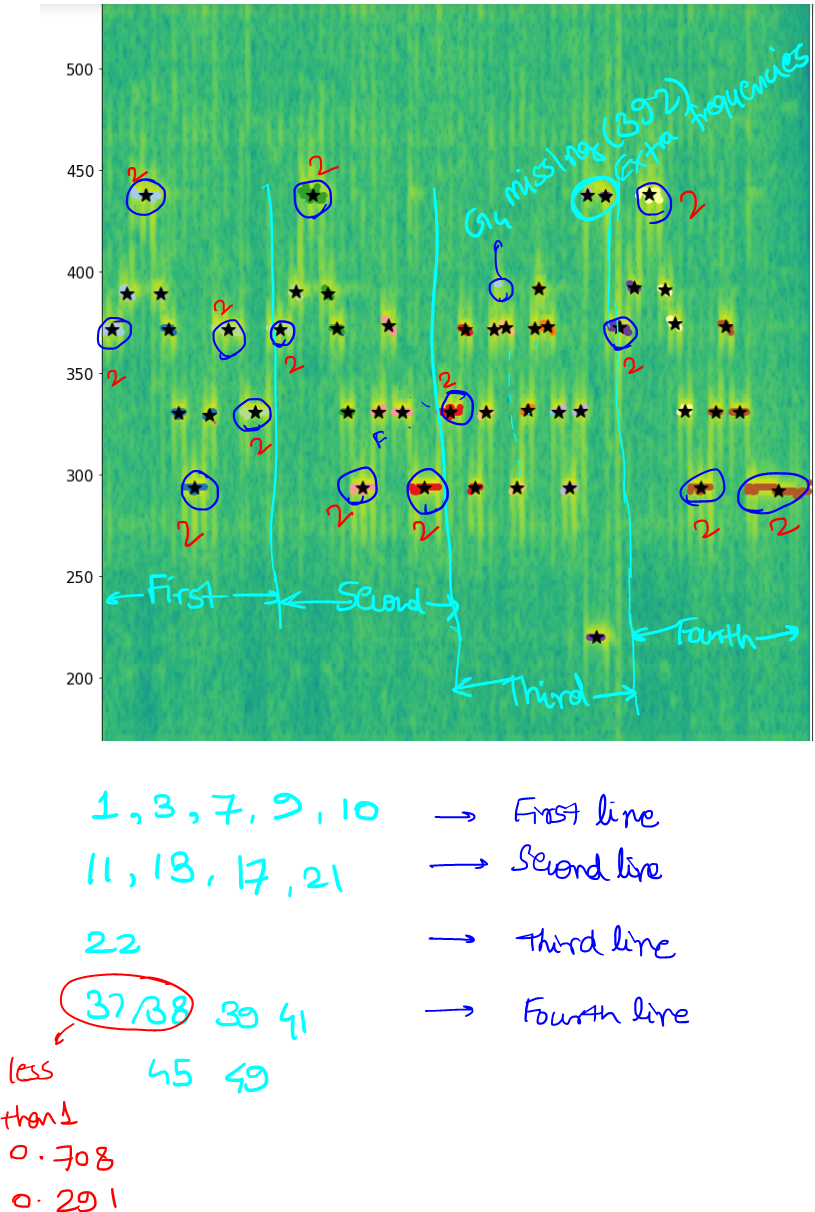 500
450
400
350
300
250
200
G4 missing (392)
Extra frequencies
2
2
2
2
2
2
2
2
2
2
F
2
2
2
2
2
First
Second
Third
Fourth
1, 3, 7, 9, 10 → First line
11, 13, 17, 21 → Second line
22 → Third line
37/38 39 41 → Fourth line
45 49
less
than 1
0.708
0.291